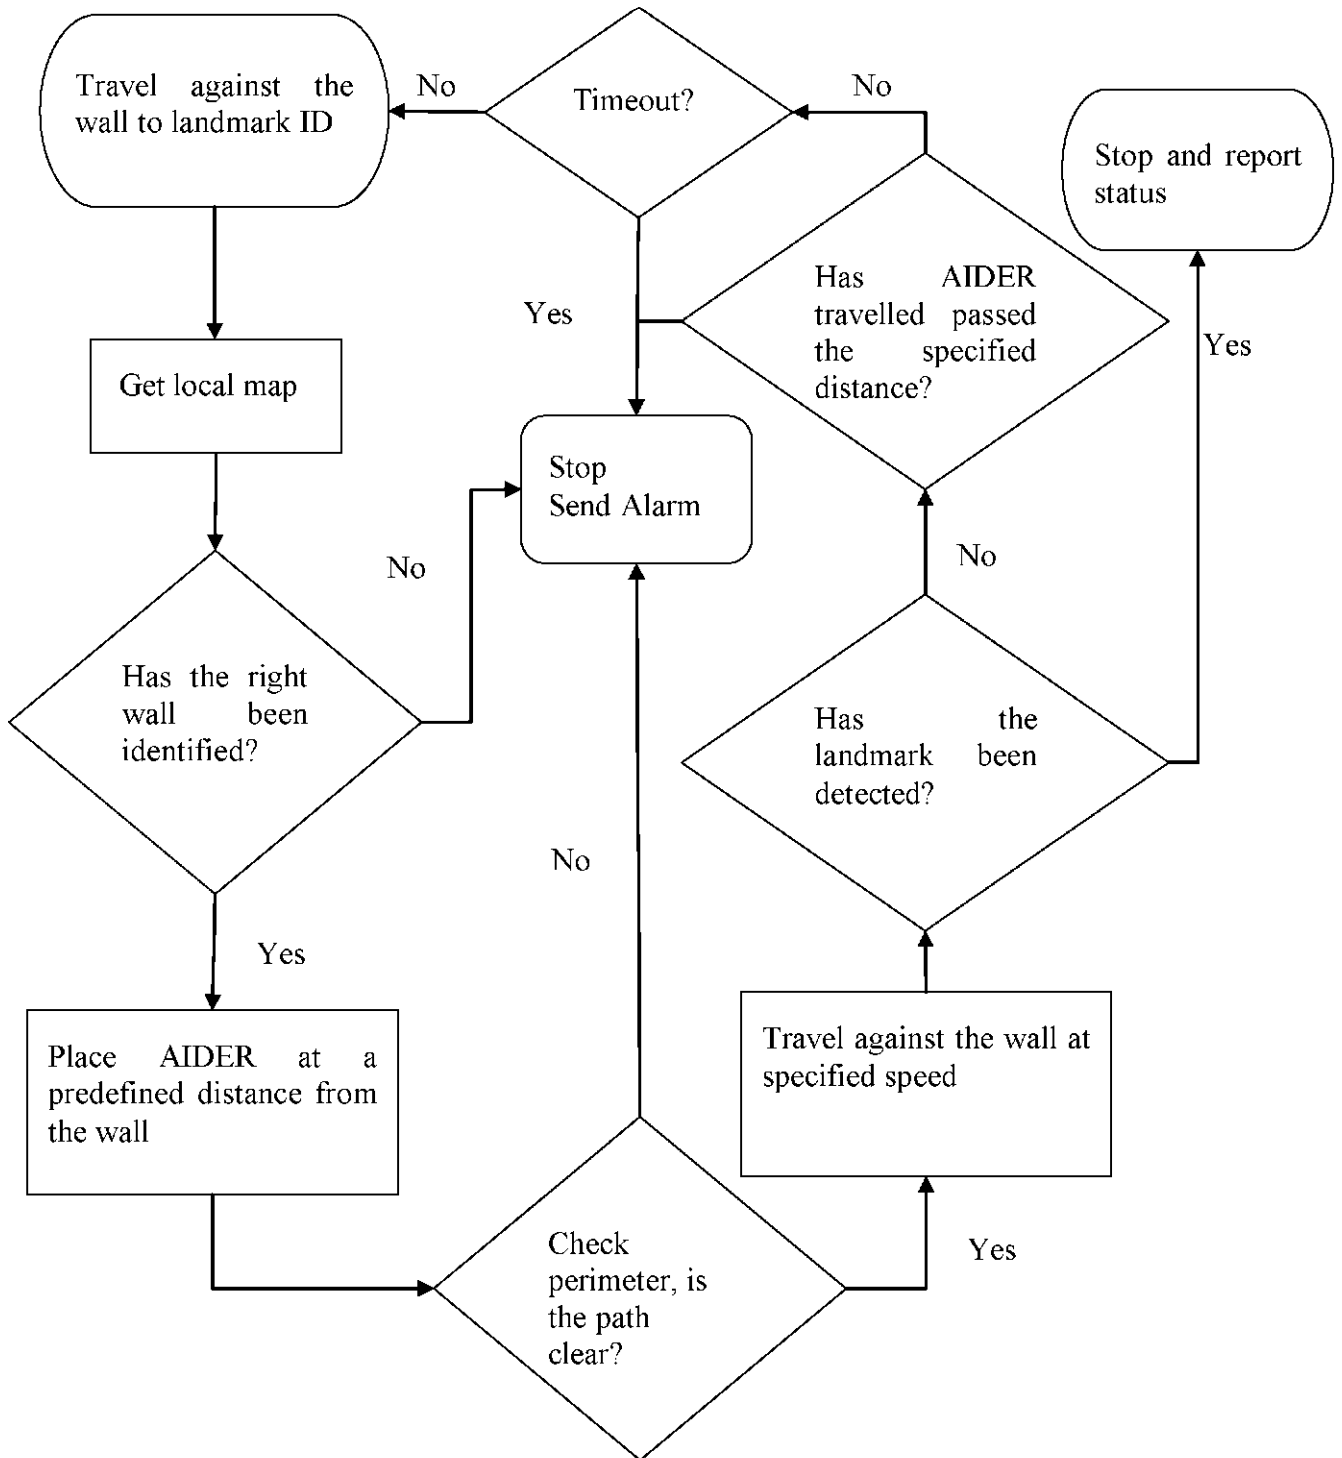 Travel against the
wall to landmark ID
No
Timeout?
No
Stop and report
status
Yes
Has AIDER
travelled passed
the specified
distance?
Yes
Get local map
Stop
Send Alarm
No
No
Has the right
wall been
identified?
Has the
landmark been
detected?
No
Yes
Place AIDER at a
predefined distance from
the wall
Travel against the wall at
specified speed
Check
perimeter, is
the path
clear?
Yes